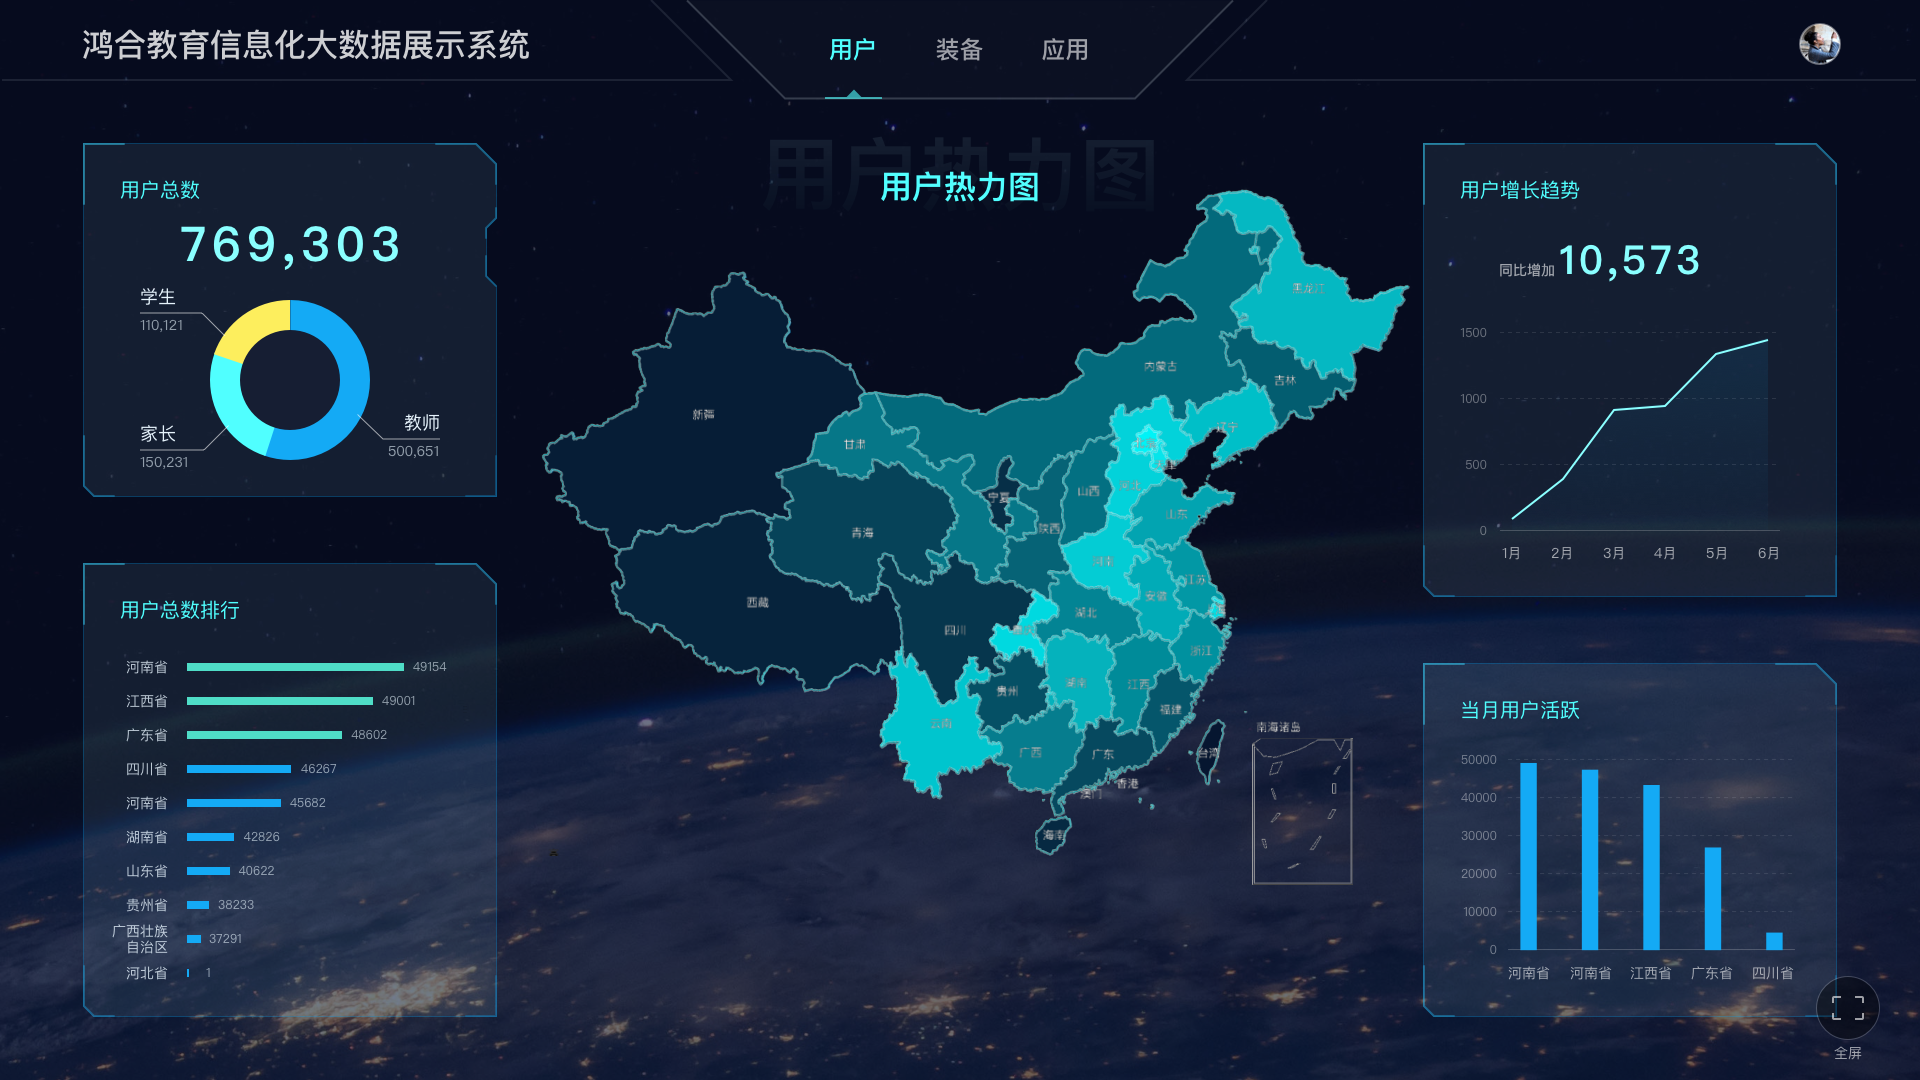 鸿合教育信息化大数据展示系统
用户
装备
应用
用户总数
769,303
学生
110,121
家长
150,231
教师
500,651
用户总数排行
河南省 49154
江西省 49001
广东省 48602
四川省 46267
河南省 45682
湖南省 42826
山东省 40622
贵州省 38233
广西壮族
自治区 37291
河北省 1
用户热力图
用户热力图
黑龙江
内蒙古
吉林
新疆
辽宁
甘肃
山西
宁夏
山东
陕西
青海
河南
江苏
安徽
西藏
湖北
四川
浙江
湖南
江西
贵州
福建
云南
南海诸岛
广西
广东
台湾
香港
澳门
海南
用户增长趋势
同比增加 10,573
1500
1000
500
0
1月 2月 3月 4月 5月 6月
当月用户活跃
50000
40000
30000
20000
10000
0
河南省 河南省 江西省 广东省 四川省
全屏